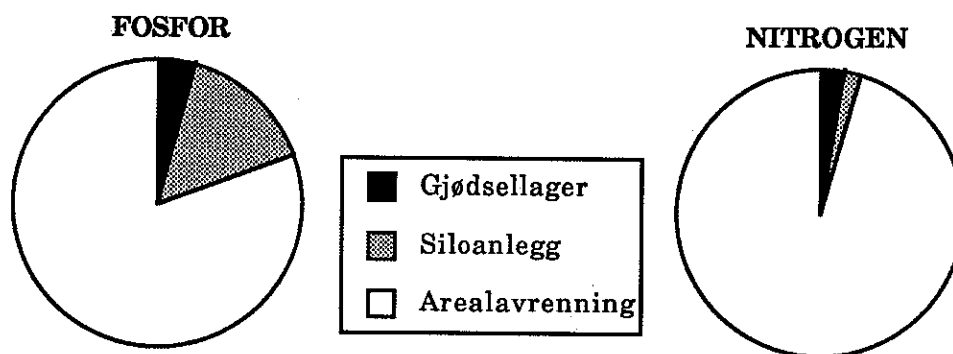 FOSFOR
NITROGEN
Gjødsellager
Siloanlegg
Arealavrenning